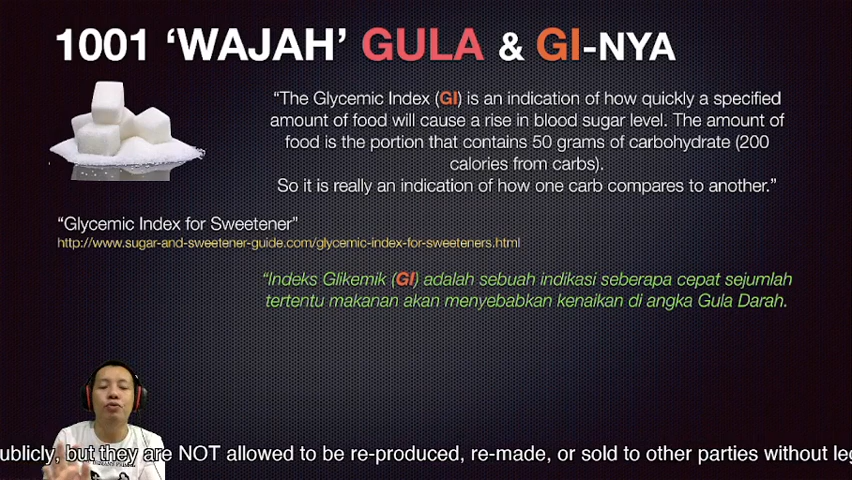 1001 ‘WAJAH’ GULA & GI-NYA
“The Glycemic Index (GI) is an indication of how quickly a specified
amount of food will cause a rise in blood sugar level. The amount of
food is the portion that contains 50 grams of carbohydrate (200
calories from carbs).
So it is really an indication of how one carb compares to another.”
“Glycemic Index for Sweetener”
http://www.sugar-and-sweetener-guide.com/glycemic-index-for-sweeteners.html
“Indeks Glikemik (GI) adalah sebuah indikasi seberapa cepat sejumlah
tertentu makanan akan menyebabkan kenaikan di angka Gula Darah.
ublicly, but they are NOT allowed to be re-produced, re-made, or sold to other parties without leg